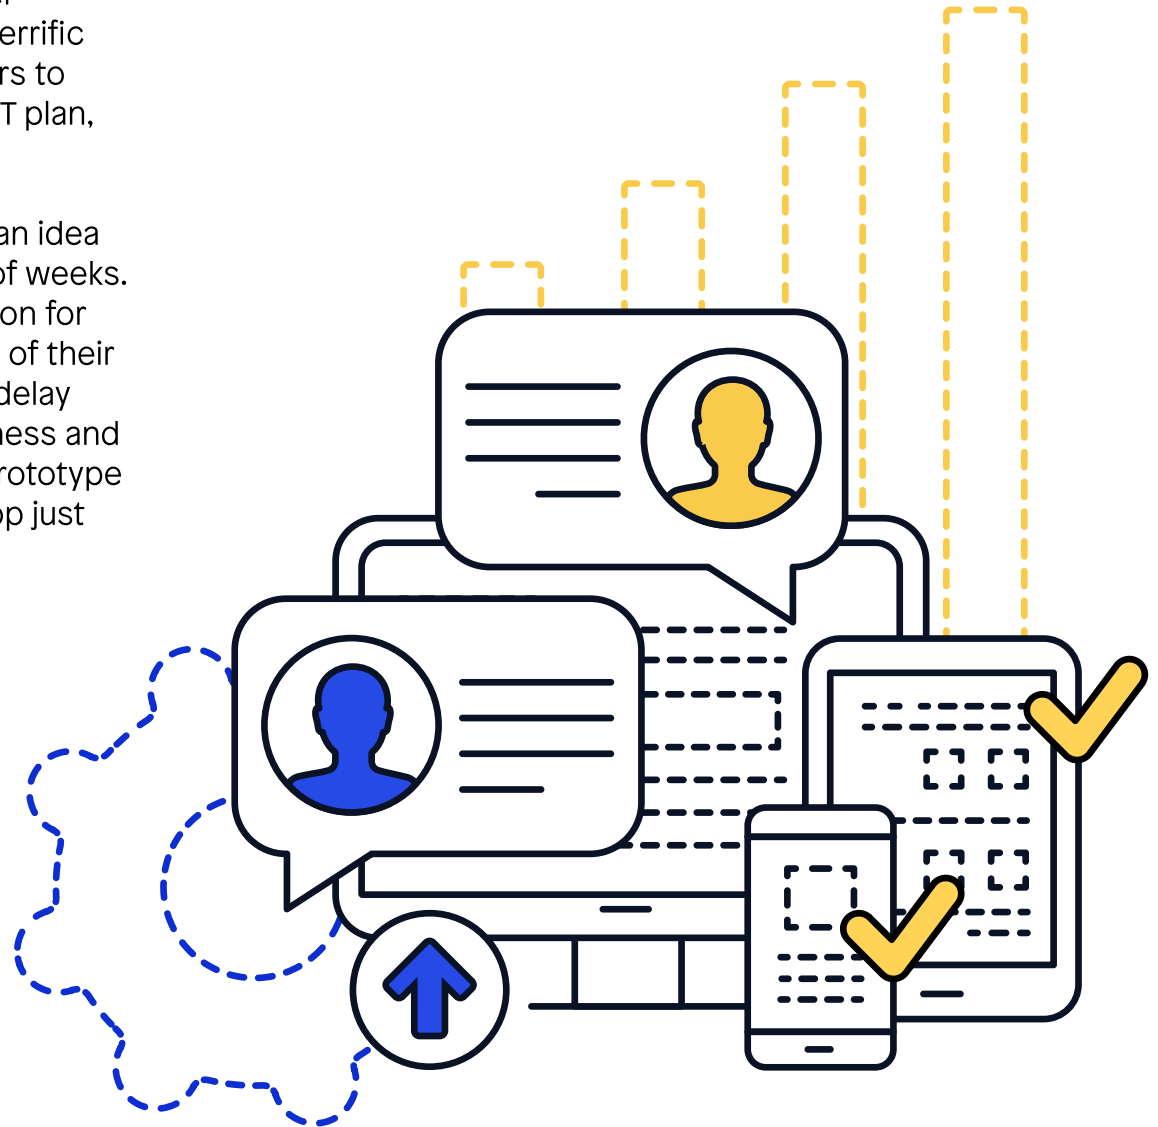 errific
rs to
T plan,
an idea
of weeks.
on for
of their
delay
ness and
rototype
op just